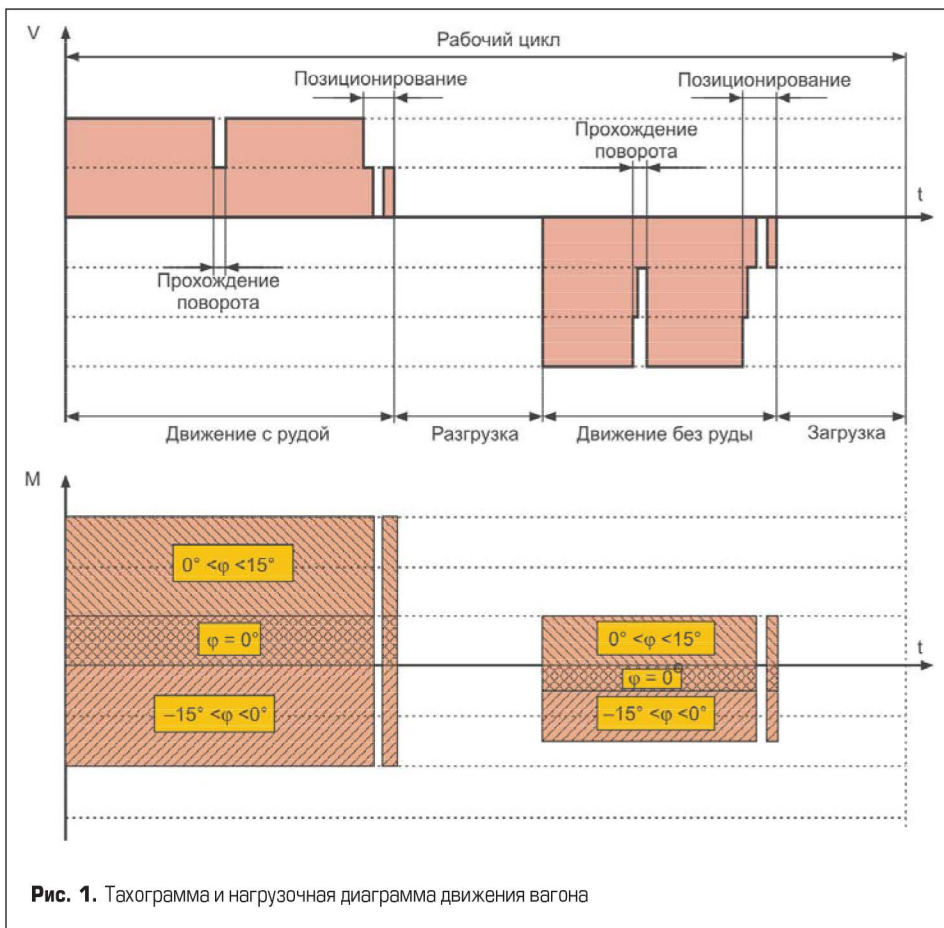 V
Рабочий цикл
Позиционирование
Позиционирование
Прохождение
поворота
t
Прохождение
поворота
Движение с рудой
Разгрузка
Движение без руды
Загрузка
M
0° <φ <15°
φ = 0°
–15° <φ <0°
0° <φ <15°
φ = 0°
–15° <φ <0°
t
Рис. 1. Тахограмма и нагрузочная диаграмма движения вагона